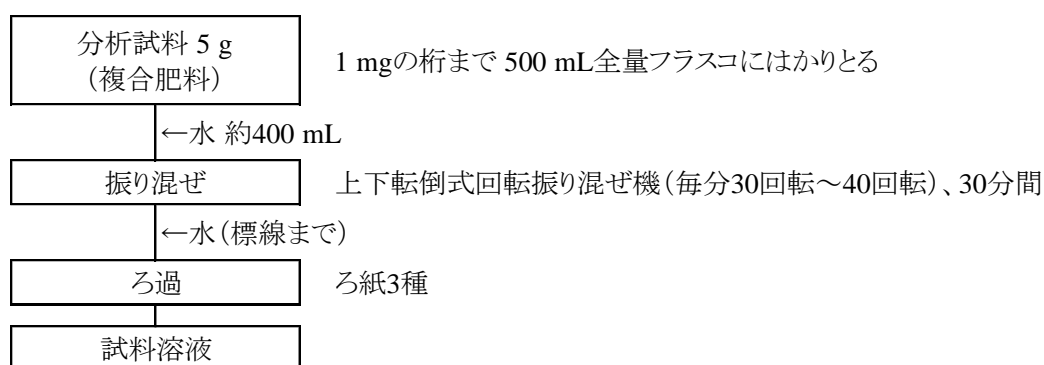 分析試料 5 g
（複合肥料）
1 mgの桁まで 500 mL全量フラスコにはかりとる
←水 約400 mL
振り混ぜ
上下転倒式回転振り混ぜ機（毎分30回転～40回転）、30分間
←水（標線まで）
ろ過
ろ紙3種
試料溶液